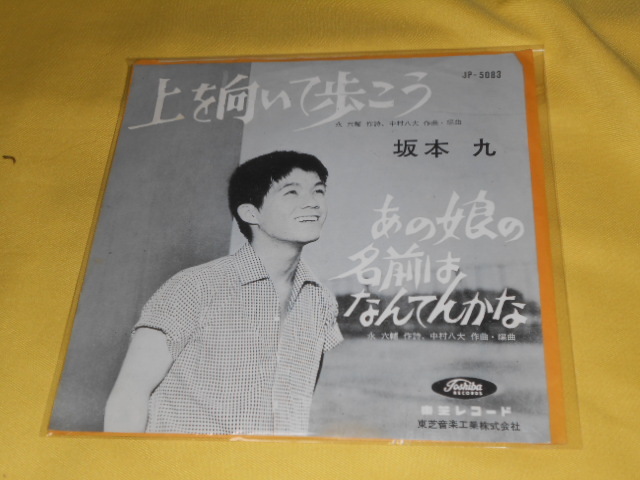 JP-5083
上を向いて歩こう
永六輔 作詩、中村八大 作曲・編曲
坂本 九
あの娘の
名前は
なんてんかな
永 六輔 作詩、中村八大 作曲・編曲
Toshiba
RECORDS
東芝レコード
東芝音楽工業株式会社